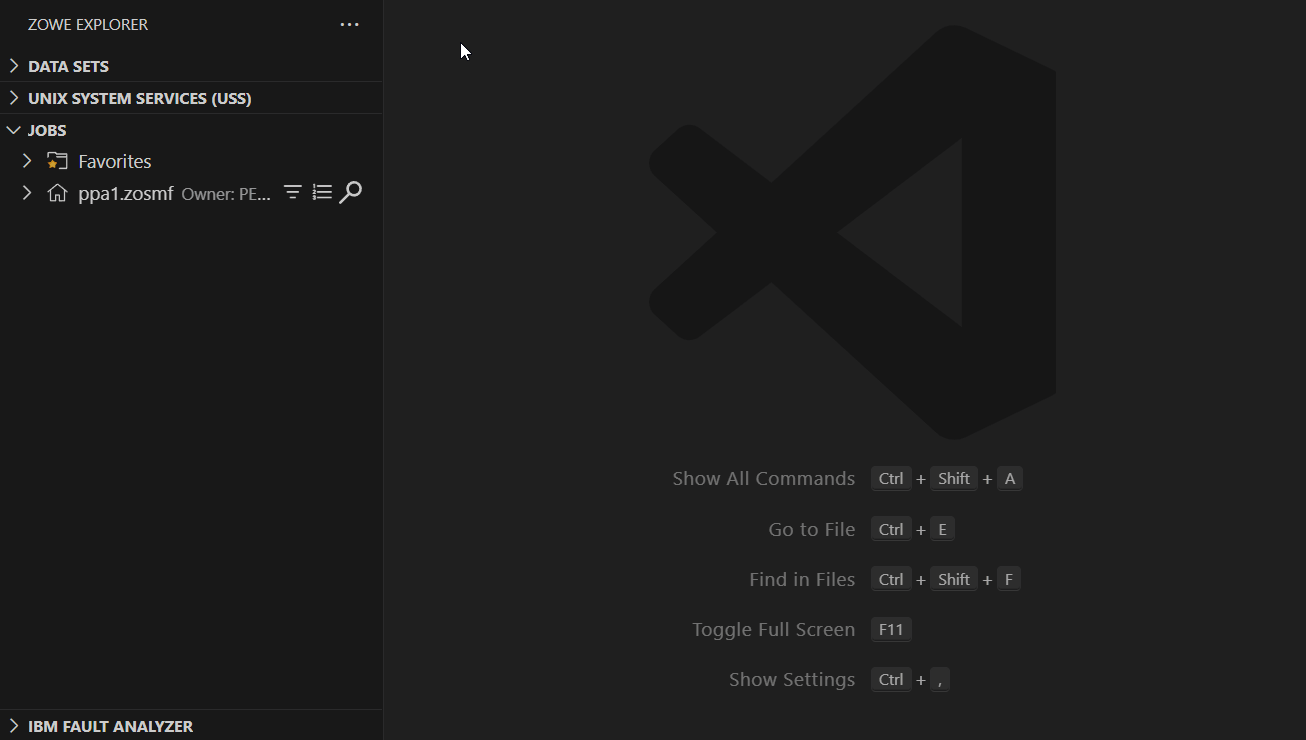 ZOWE EXPLORER
DATA SETS
UNIX SYSTEM SERVICES (USS)
JOBS
Favorites
ppa1.zosmf Owner: PE...
IBM FAULT ANALYZER
Show All Commands Ctrl + Shift + A
Go to File Ctrl + E
Find in Files Ctrl + Shift + F
Toggle Full Screen F11
Show Settings Ctrl + ,